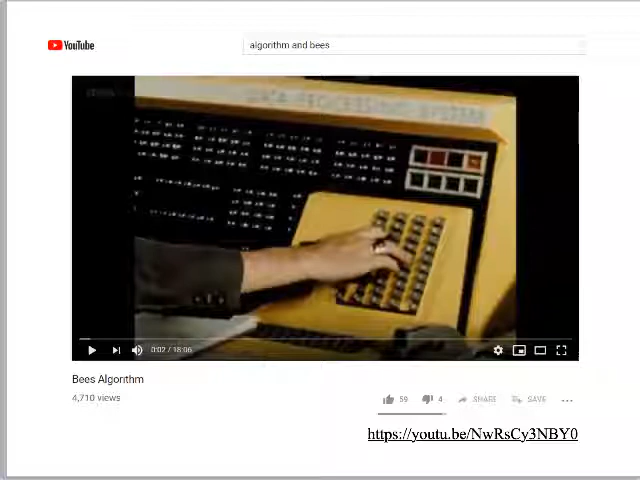 YouTube
algorithm and bees
DATA PROCESSING SYSTEM
0:02 / 18:06
Bees Algorithm
4,710 views
59
4
SHARE
SAVE
https://youtu.be/NwRsCy3NBY0